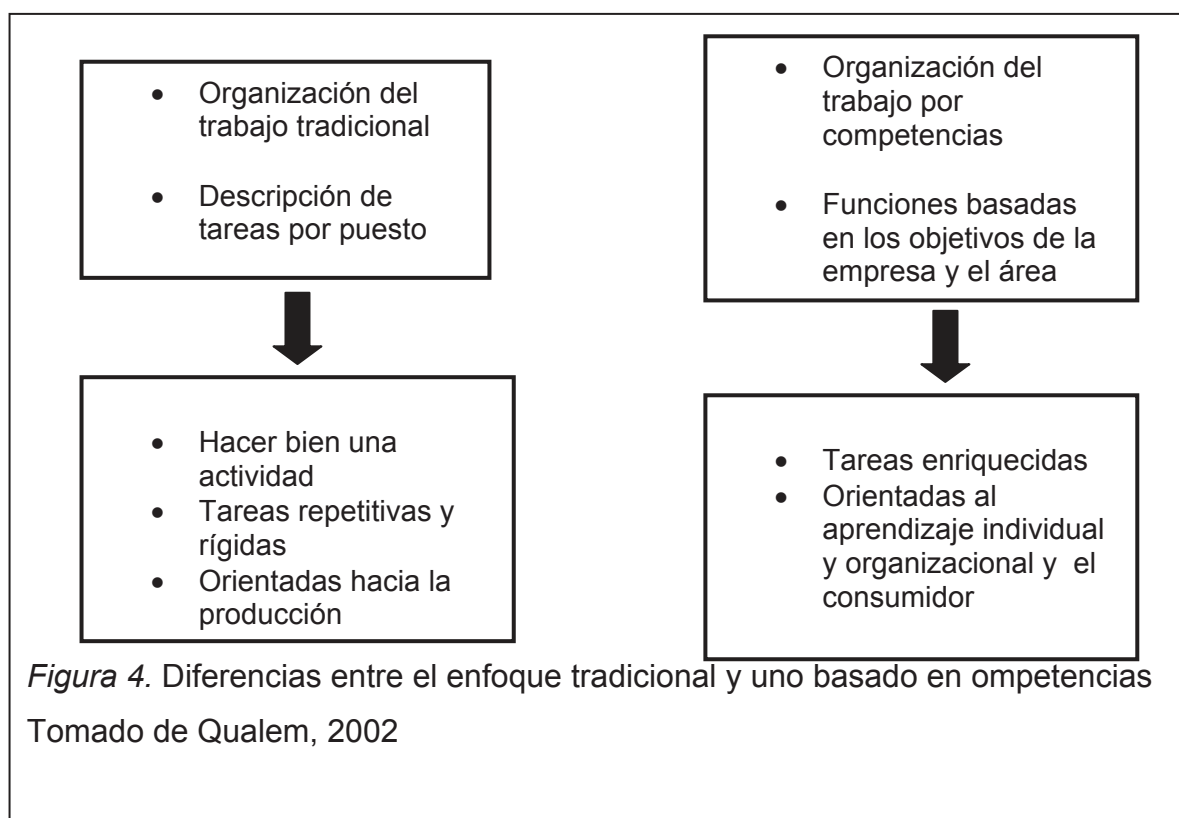 • Organización del
trabajo tradicional
• Descripción de
tareas por puesto
• Hacer bien una
actividad
• Tareas repetitivas y
rígidas
• Orientadas hacia la
producción
• Organización del
trabajo por
competencias
• Funciones basadas
en los objetivos de la
empresa y el área
• Tareas enriquecidas
• Orientadas al
aprendizaje individual
y organizacional y  el
consumidor
Figura 4. Diferencias entre el enfoque tradicional y uno basado en ompetencias
Tomado de Qualem, 2002